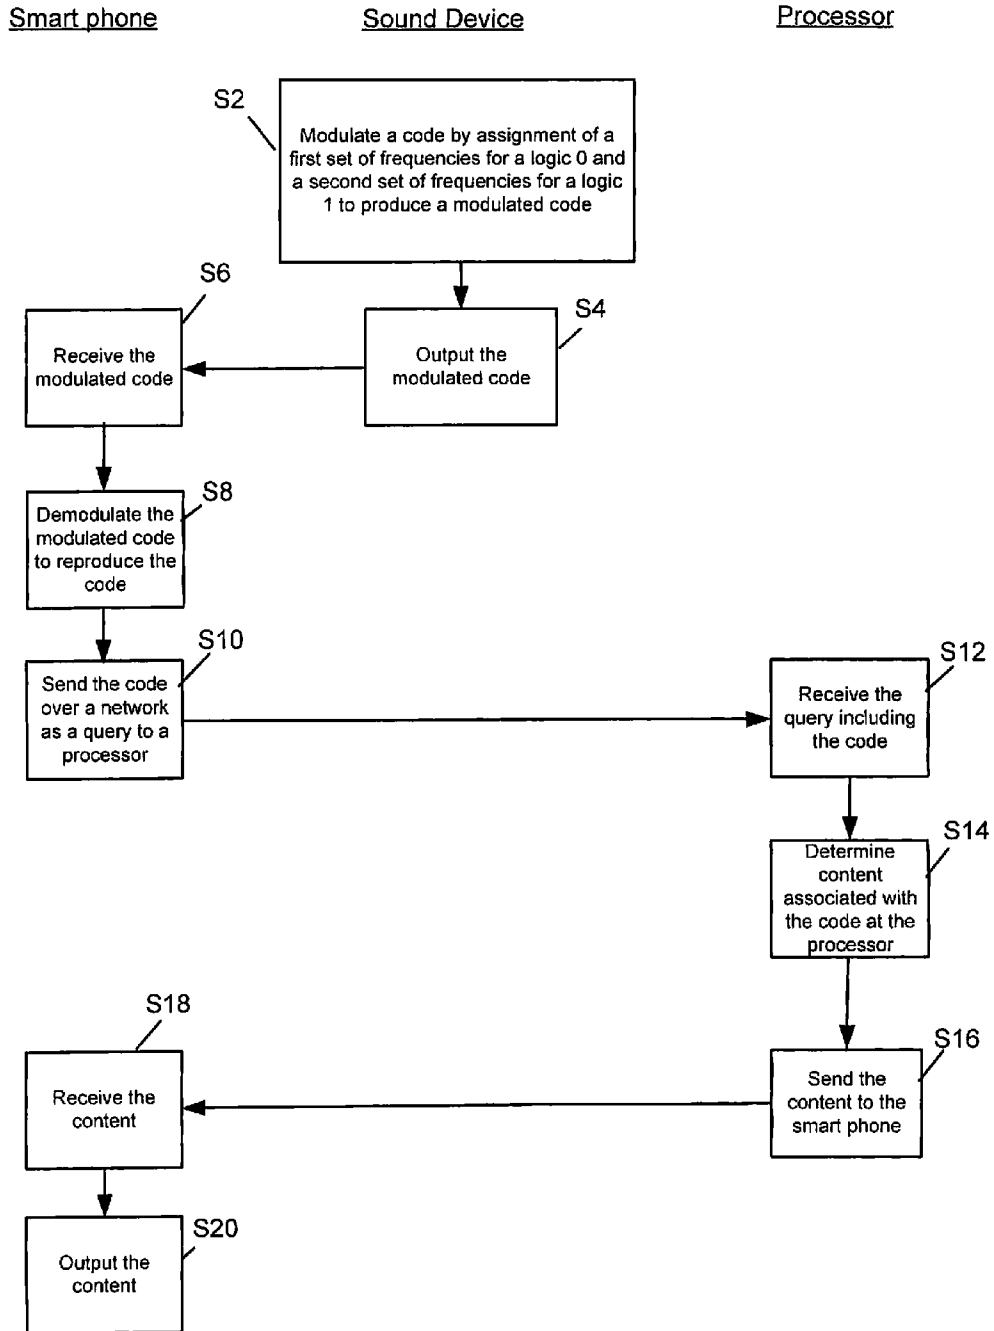 Smart phone
Sound Device
Processor
S2
Modulate a code by assignment of a
first set of frequencies for a logic 0 and
a second set of frequencies for a logic
1 to produce a modulated code
S6
S4
Receive the
modulated code
Output the
modulated code
S8
Demodulate the
modulated code
to reproduce the
code
S10
S12
Send the code
over a network
as a query to a
processor
Receive the
query including
the code
S14
Determine
content
associated with
the code at the
processor
S18
S16
Receive the
content
Send the
content to the
smart phone
S20
Output the
content